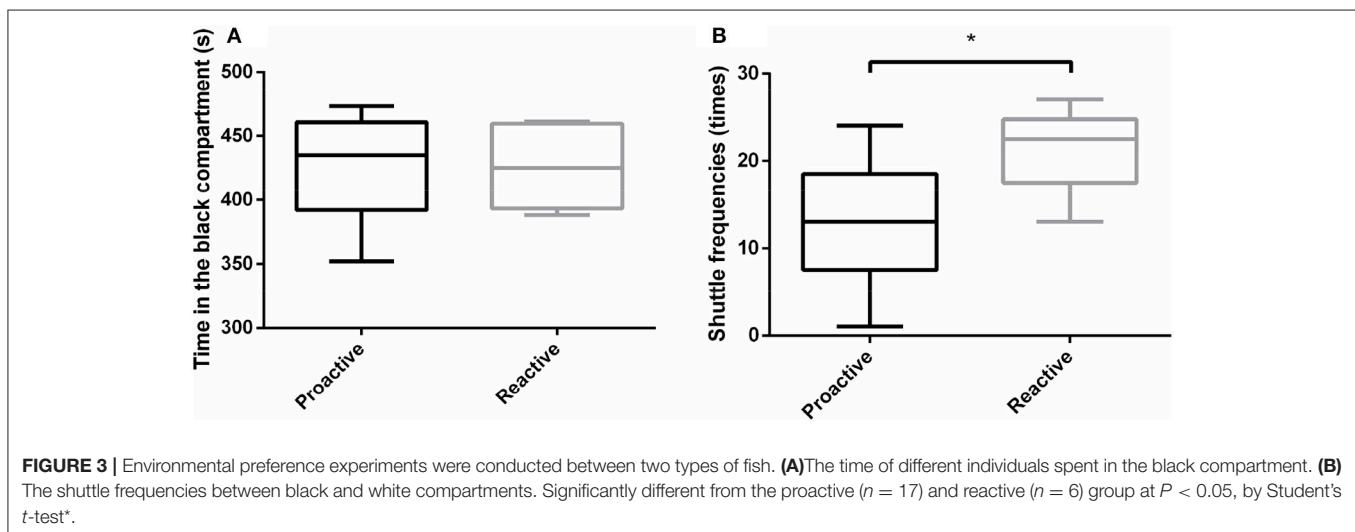 A
Time in the black compartment (s)
500
450
400
350
300
Proactive
Reactive
B
*
Shuttle frequencies (times)
30
20
10
0
Proactive
Reactive
FIGURE 3 | Environmental preference experiments were conducted between two types of fish. (A)The time of different individuals spent in the black compartment. (B)
The shuttle frequencies between black and white compartments. Significantly different from the proactive (n = 17) and reactive (n = 6) group at P < 0.05, by Student's
t-test*.